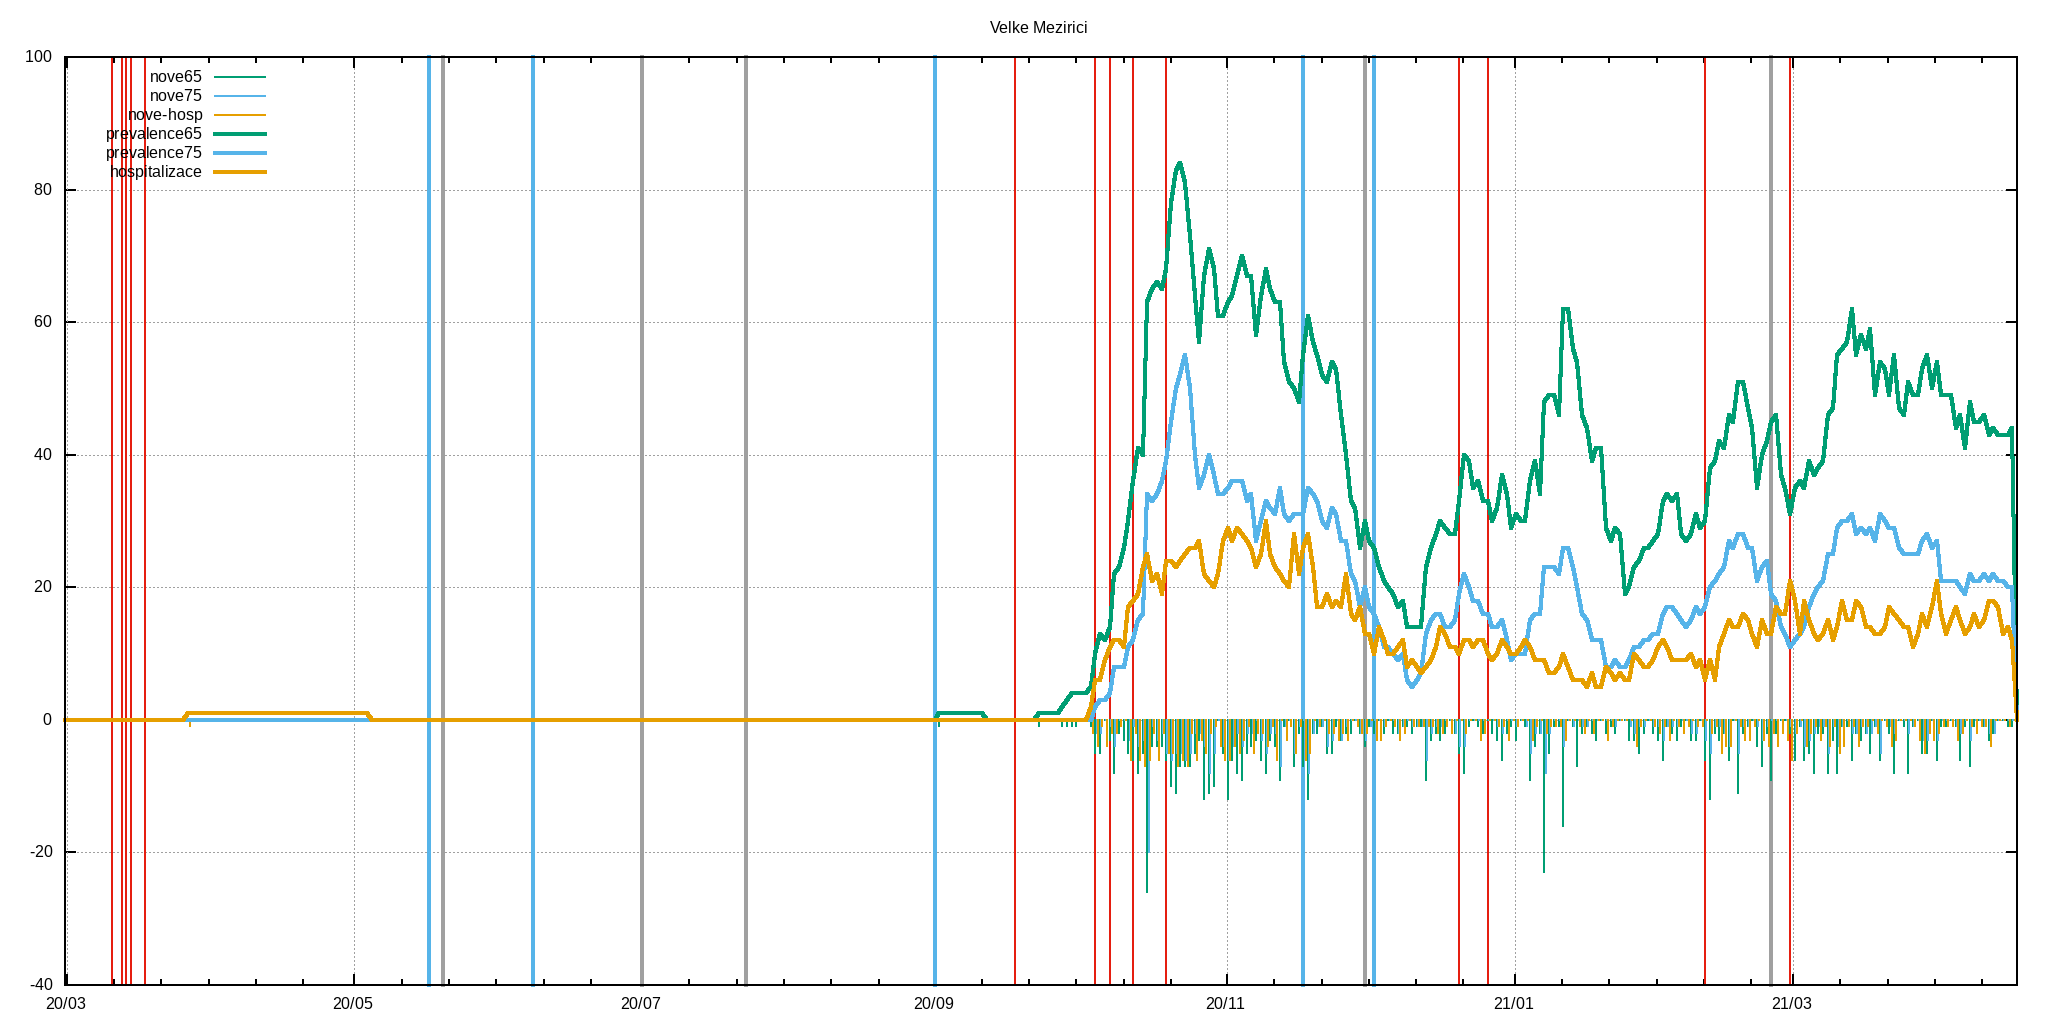 Velke Mezirici
100
80
60
40
20
0
-20
-40
nove65
nove75
nove-hosp
prevalence65
prevalence75
hospitalizace
20/03 20/05 20/07 20/09 20/11 21/01 21/03